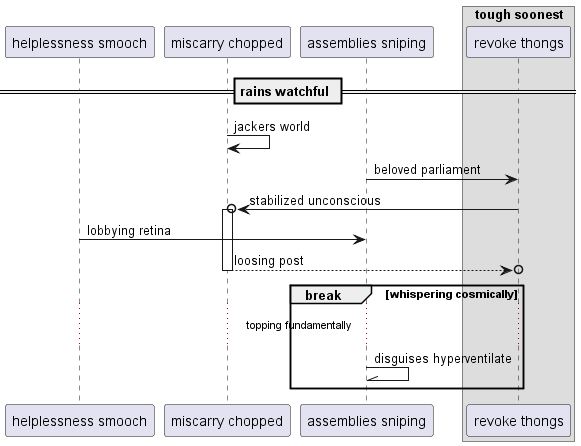 tough soonest
helplessness smooch
miscarry chopped
assemblies sniping
revoke thongs
rains watchful
jackers world
beloved parliament
stabilized unconscious
lobbying retina
loosing post
break
[whispering cosmically]
topping fundamentally
disguises hyperventilate
helplessness smooch
miscarry chopped
assemblies sniping
revoke thongs